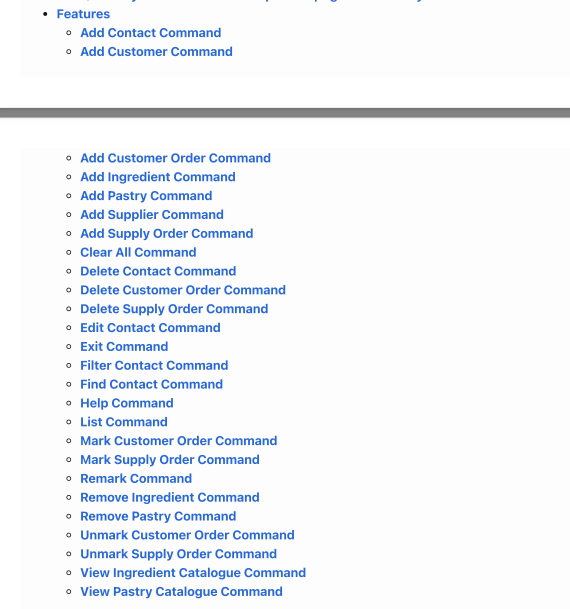 Features
Add Contact Command
Add Customer Command
Add Customer Order Command
Add Ingredient Command
Add Pastry Command
Add Supplier Command
Add Supply Order Command
Clear All Command
Delete Contact Command
Delete Customer Order Command
Delete Supply Order Command
Edit Contact Command
Exit Command
Filter Contact Command
Find Contact Command
Help Command
List Command
Mark Customer Order Command
Mark Supply Order Command
Remark Command
Remove Ingredient Command
Remove Pastry Command
Unmark Customer Order Command
Unmark Supply Order Command
View Ingredient Catalogue Command
View Pastry Catalogue Command